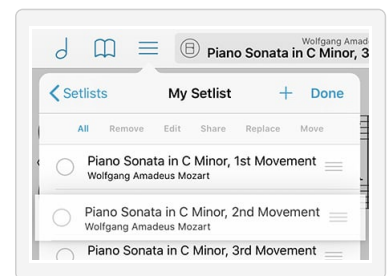 Wolfgang Amad
Piano Sonata in C Minor, 3
Setlists My Setlist + Done
All Remove Edit Share Replace Move
Piano Sonata in C Minor, 1st Movement
Wolfgang Amadeus Mozart
Piano Sonata in C Minor, 2nd Movement
Wolfgang Amadeus Mozart
Piano Sonata in C Minor, 3rd Movement